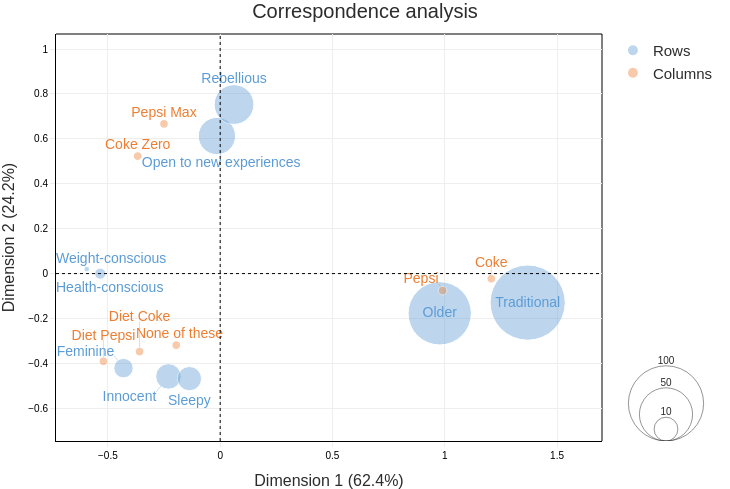 Correspondence analysis
Rows
Columns
1
0.8
0.6
0.4
0.2
0
−0.2
−0.4
−0.6
Dimension 2 (24.2%)
Rebellious
Pepsi Max
Coke Zero
Open to new experiences
Weight-conscious
Health-conscious
Coke
Pepsi
Traditional
Older
Diet Coke
Diet Pepsi
None of these
Feminine
Innocent
Sleepy
100
50
10
−0.5
0
0.5
1
1.5
Dimension 1 (62.4%)